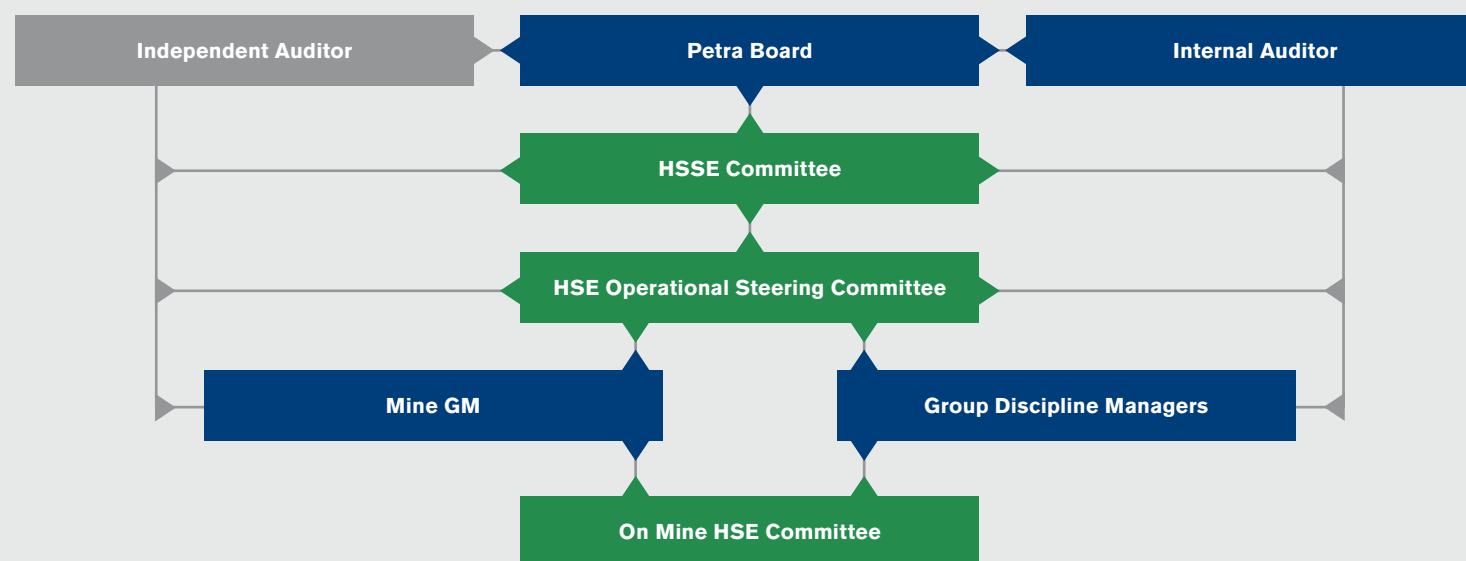 Independent Auditor
Petra Board
Internal Auditor
HSSE Committee
HSE Operational Steering Committee
Mine GM
Group Discipline Managers
On Mine HSE Committee